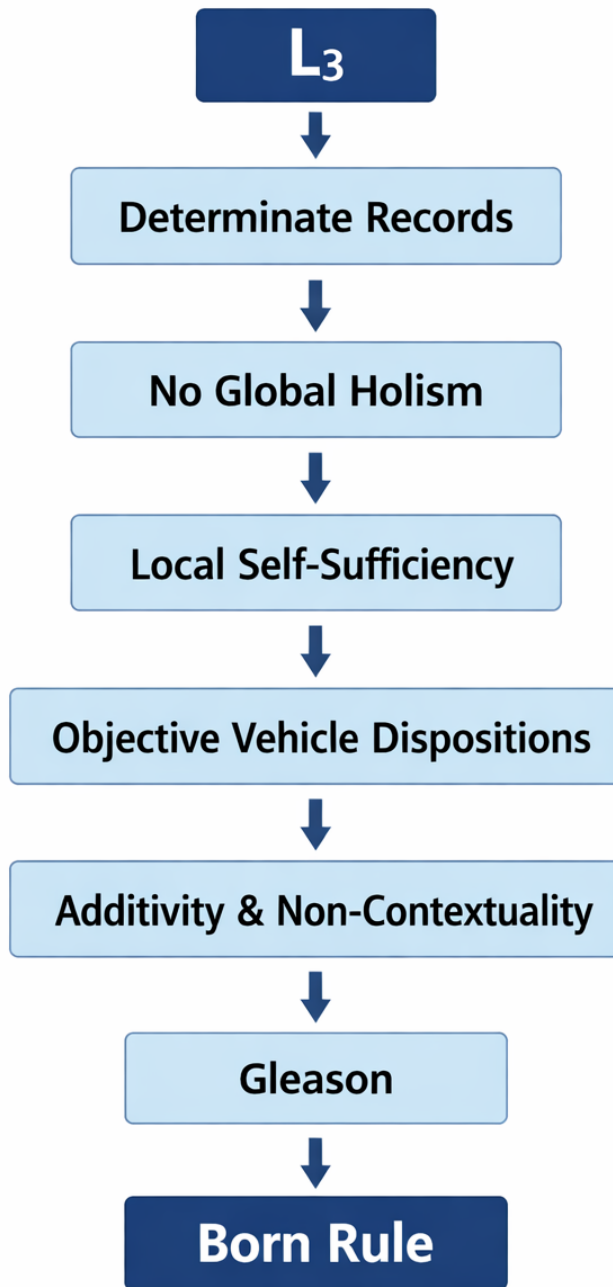 L₃
Determinate Records
No Global Holism
Local Self-Sufficiency
Objective Vehicle Dispositions
Additivity & Non-Contextuality
Gleason
Born Rule